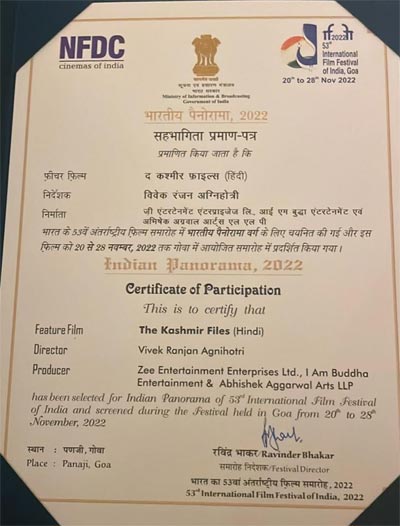 NFDC
cinemas of india
सूचना एवं प्रसारण मंत्रालय
भारत सरकार
Ministry of Information & Broadcasting
Government of India
53rd
International
Film Festival
of India, Goa
20th to 28th Nov 2022
भारतीय पैनोरामा, 2022
सहभागिता प्रमाण-पत्र
प्रमाणित किया जाता है कि
फ़ीचर फ़िल्म द कश्मीर फ़ाइल्स (हिंदी)
निर्देशक विवेक रंजन अग्निहोत्री
निर्माता ज़ी एंटरटेनमेंट एंटरप्राइजेज लि., आई एम बुद्धा एंटरटेनमेंट एवं
अभिषेक अग्रवाल आर्ट्स एल एल पी
भारत के 53वें अंतर्राष्ट्रीय फ़िल्म समारोह में भारतीय पैनोरामा वर्ग के लिए चयनित की गई और इस
फ़िल्म को 20 से 28 नवम्बर, 2022 तक गोवा में आयोजित समारोह में प्रदर्शित किया गया।
Indian Panorama, 2022
Certificate of Participation
This is to certify that
Feature Film The Kashmir Files (Hindi)
Director Vivek Ranjan Agnihotri
Producer Zee Entertainment Enterprises Ltd., I Am Buddha
Entertainment & Abhishek Aggarwal Arts LLP
has been selected for Indian Panorama of 53rd International Film Festival
of India and screened during the Festival held in Goa from 20th to 28th
November, 2022
स्थान : पणजी, गोवा
Place : Panaji, Goa
रविंद्र भाकर/Ravinder Bhakar
समारोह निदेशक/Festival Director
भारत का 53वां अंतर्राष्ट्रीय फ़िल्म समारोह, 2022
53rd International Film Festival of India, 2022